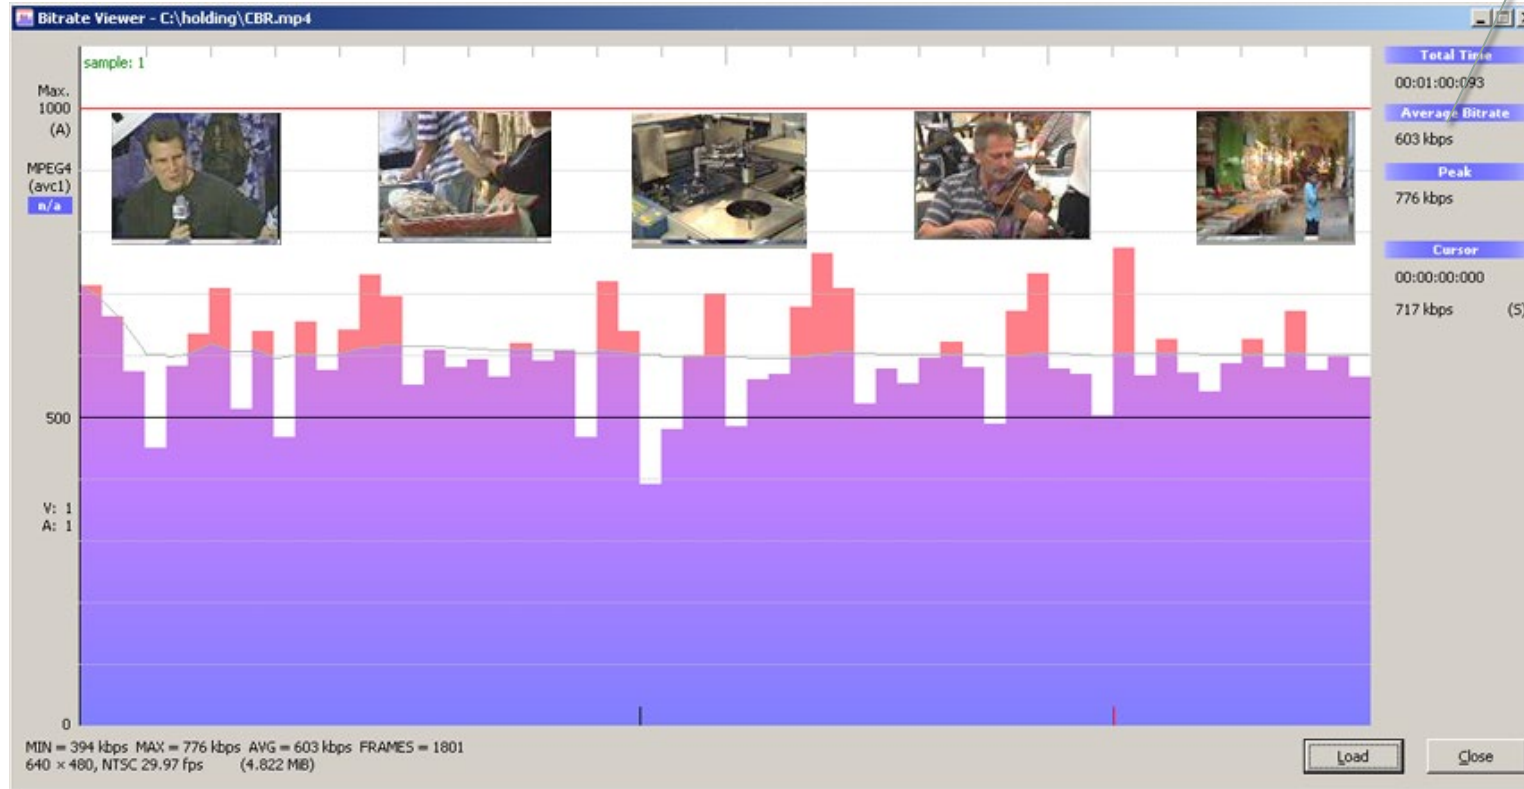 Bitrate Viewer - C:\holding\CBR.mp4
sample: 1
Max.
1000
(A)
MPEG4
(avc1)
n/a
500
V: 1
A: 1
0
Total Time
00:01:00:093
Average Bitrate
603 kbps
Peak
776 kbps
Cursor
00:00:00:000
717 kbps (S)
MIN = 394 kbps MAX = 776 kbps AVG = 603 kbps FRAMES = 1801
640 × 480, NTSC 29.97 fps (4.822 MiB)
Load
Close